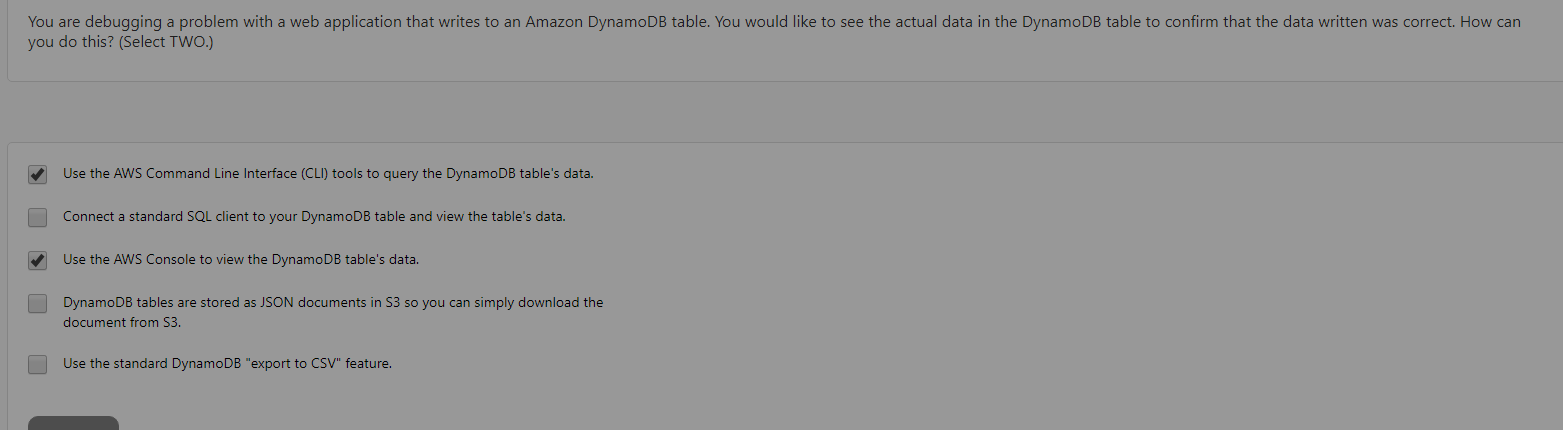 You are debugging a problem with a web application that writes to an Amazon DynamoDB table. You would like to see the actual data in the DynamoDB table to confirm that the data written was correct. How can
you do this? (Select TWO.)
Use the AWS Command Line Interface (CLI) tools to query the DynamoDB table's data.
Connect a standard SQL client to your DynamoDB table and view the table's data.
Use the AWS Console to view the DynamoDB table's data.
DynamoDB tables are stored as JSON documents in S3 so you can simply download the
document from S3.
Use the standard DynamoDB "export to CSV" feature.